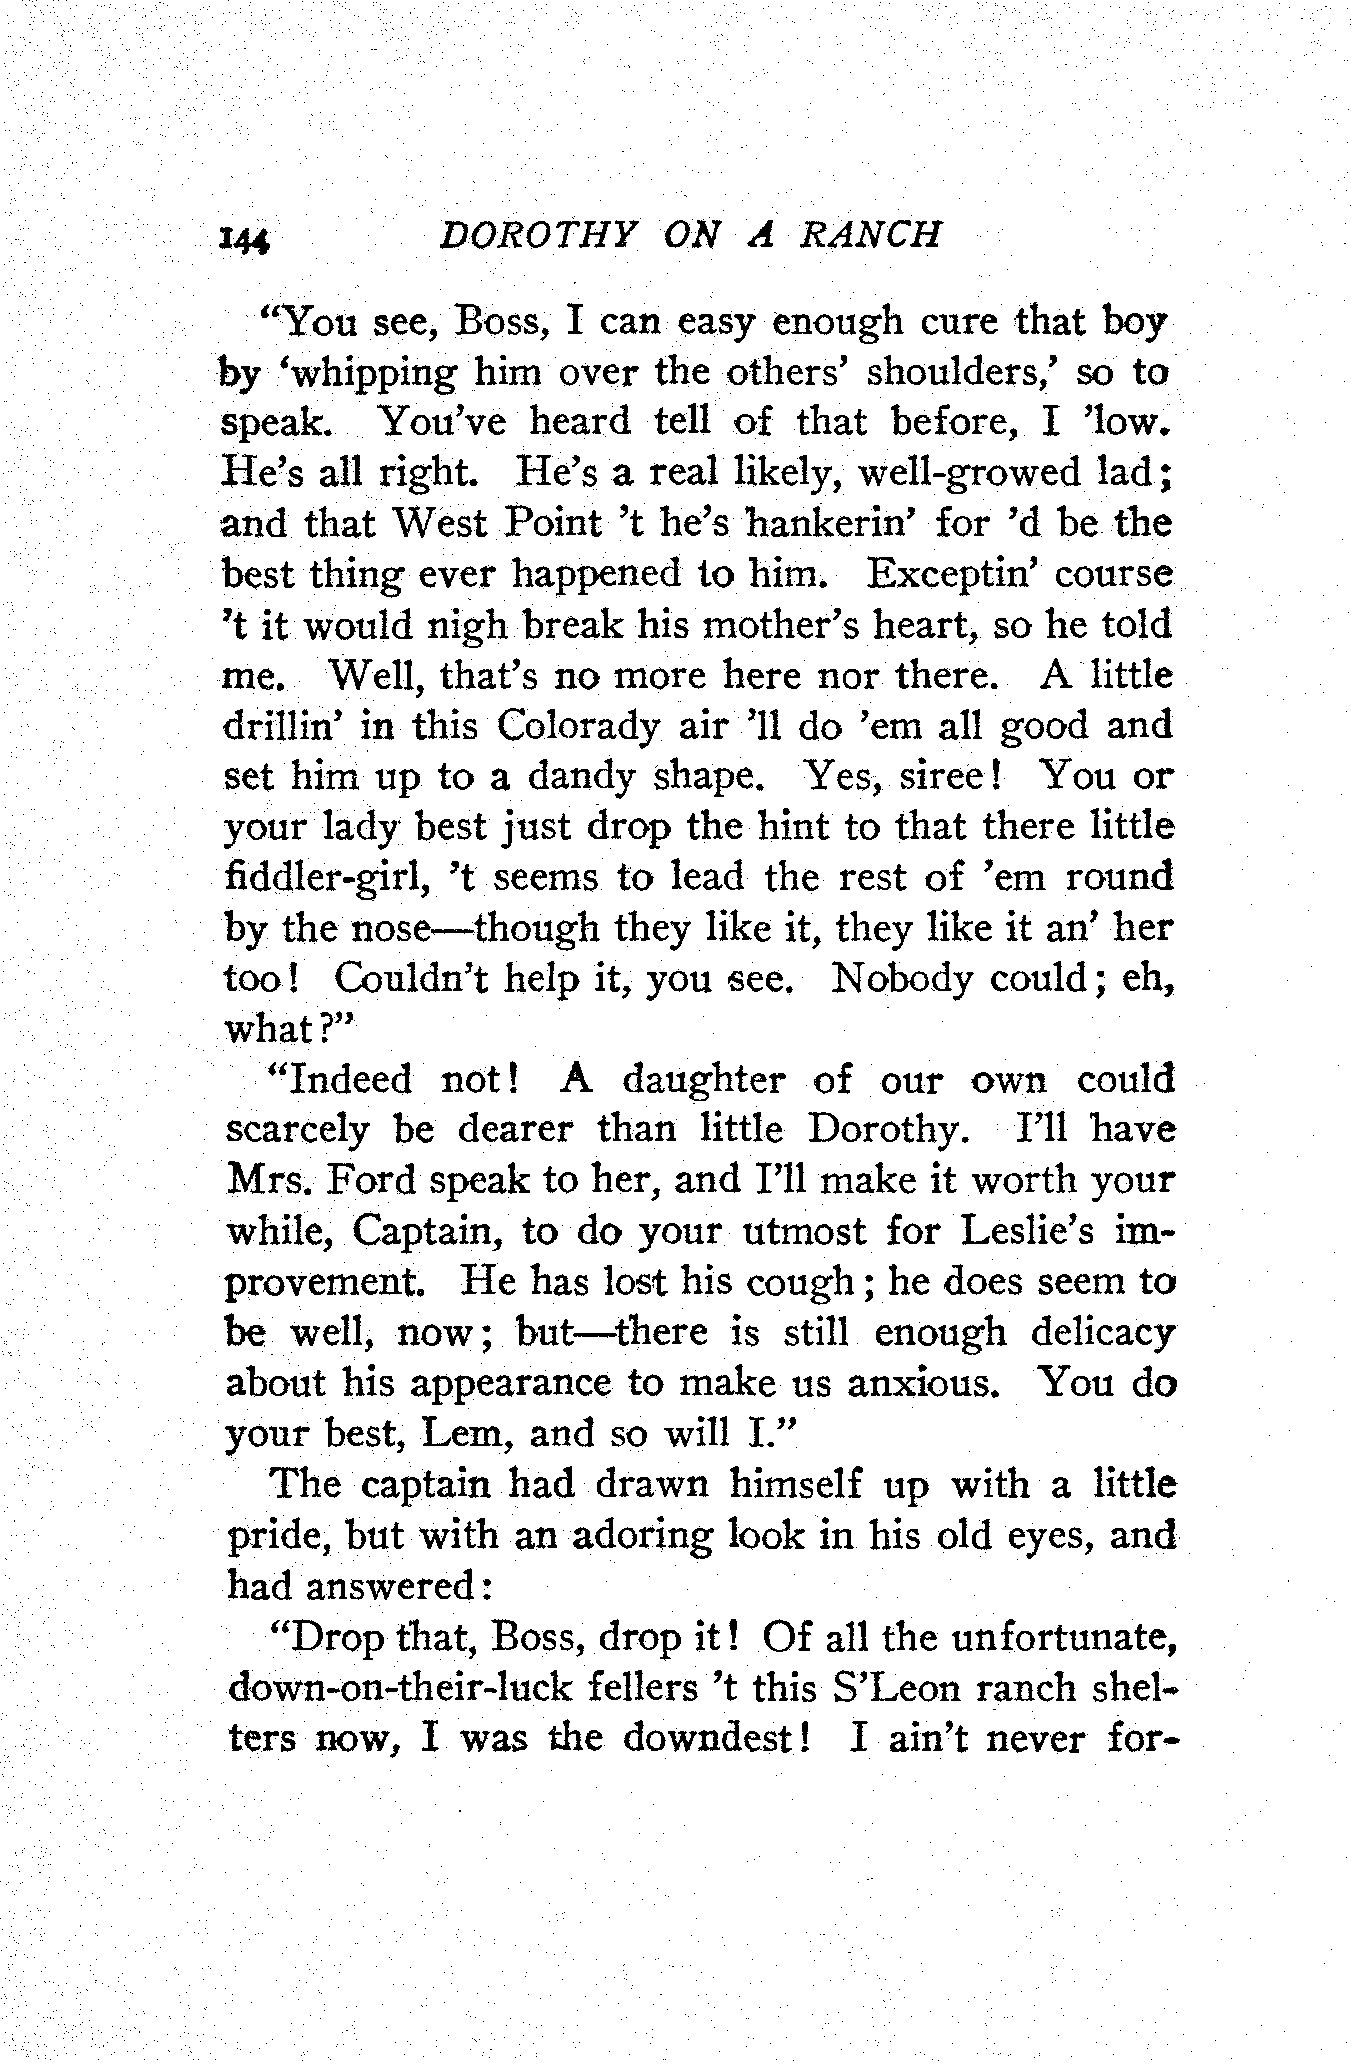 144 DOROTHY ON A RANCH
“You see, Boss, I can easy enough cure that boy
by ‘whipping him over the others’ shoulders,’ so to
speak. You’ve heard tell of that before, I ’low.
He’s all right. He’s a real likely, well-growed lad;
and that West Point ’t he’s hankerin’ for ’d be the
best thing ever happened to him. Exceptin’ course
’t it would nigh break his mother’s heart, so he told
me. Well, that’s no more here nor there. A little
drillin’ in this Colorady air ’ll do ’em all good and
set him up to a dandy shape. Yes, siree! You or
your lady best just drop the hint to that there little
fiddler-girl, ’t seems to lead the rest of ’em round
by the nose—though they like it, they like it an’ her
too! Couldn’t help it, you see. Nobody could; eh,
what?”
“Indeed not! A daughter of our own could
scarcely be dearer than little Dorothy. I’ll have
Mrs. Ford speak to her, and I’ll make it worth your
while, Captain, to do your utmost for Leslie’s im-
provement. He has lost his cough; he does seem to
be well, now; but—there is still enough delicacy
about his appearance to make us anxious. You do
your best, Lem, and so will I.”
The captain had drawn himself up with a little
pride, but with an adoring look in his old eyes, and
had answered:
“Drop that, Boss, drop it! Of all the unfortunate,
down-on-their-luck fellers ’t this S’Leon ranch shel-
ters now, I was the downdest! I ain’t never for-